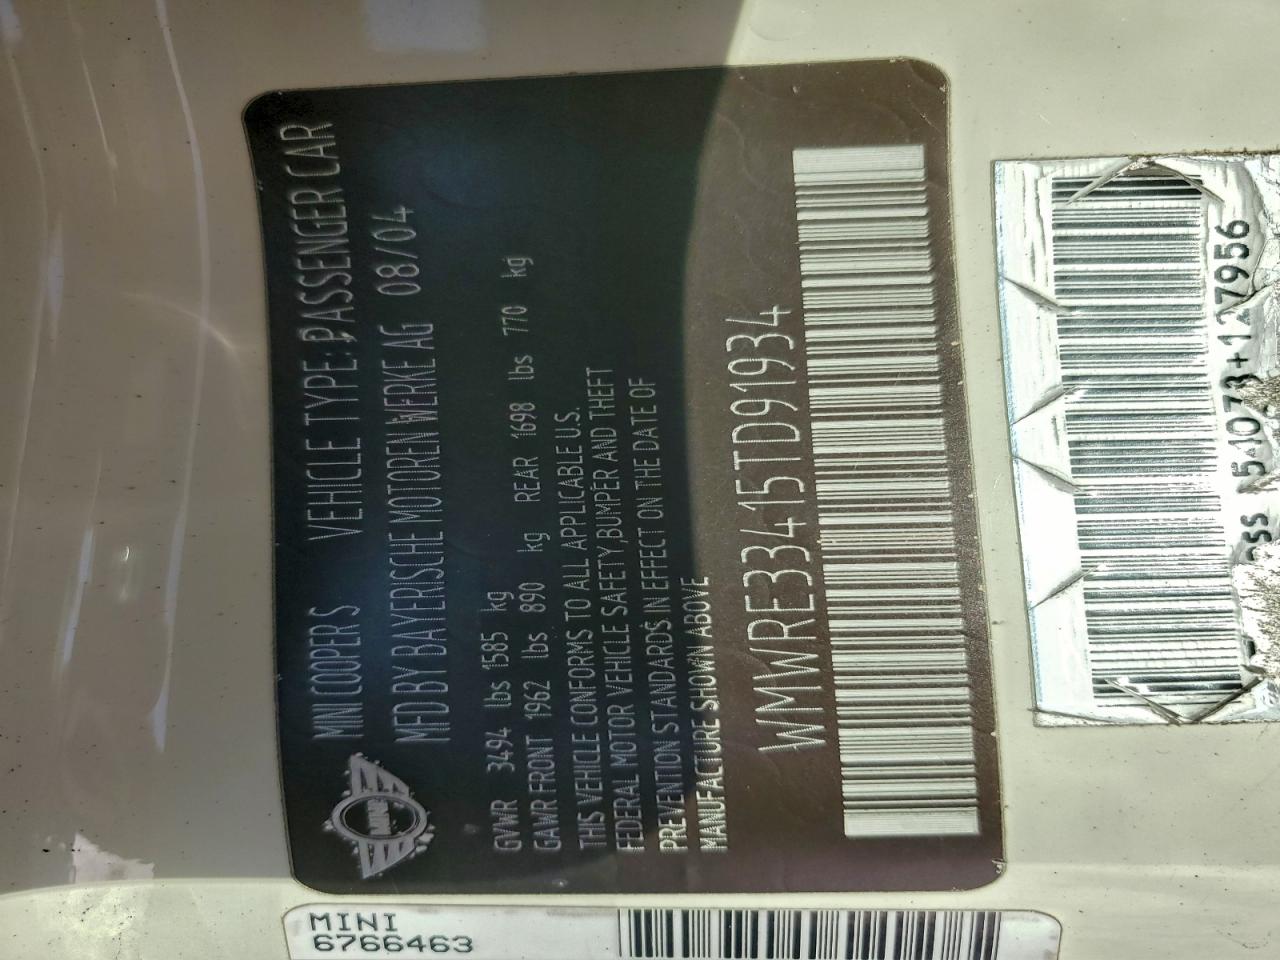 MINI
MINI COOPER S VEHICLE TYPE: PASSENGER CAR
MFD BY BAYERISCHE MOTOREN WERKE AG 08/04
GVWR 3494 lbs 1585 kg
GAWR FRONT 1962 lbs 890 kg REAR 1698 lbs 770 kg
THIS VEHICLE CONFORMS TO ALL APPLICABLE U.S.
FEDERAL MOTOR VEHICLE SAFETY,BUMPER AND THEFT
PREVENTION STANDARDS IN EFFECT ON THE DATE OF
MANUFACTURE SHOWN ABOVE
WMWRE33415TD91934
N51073+127956
MINI
6766463